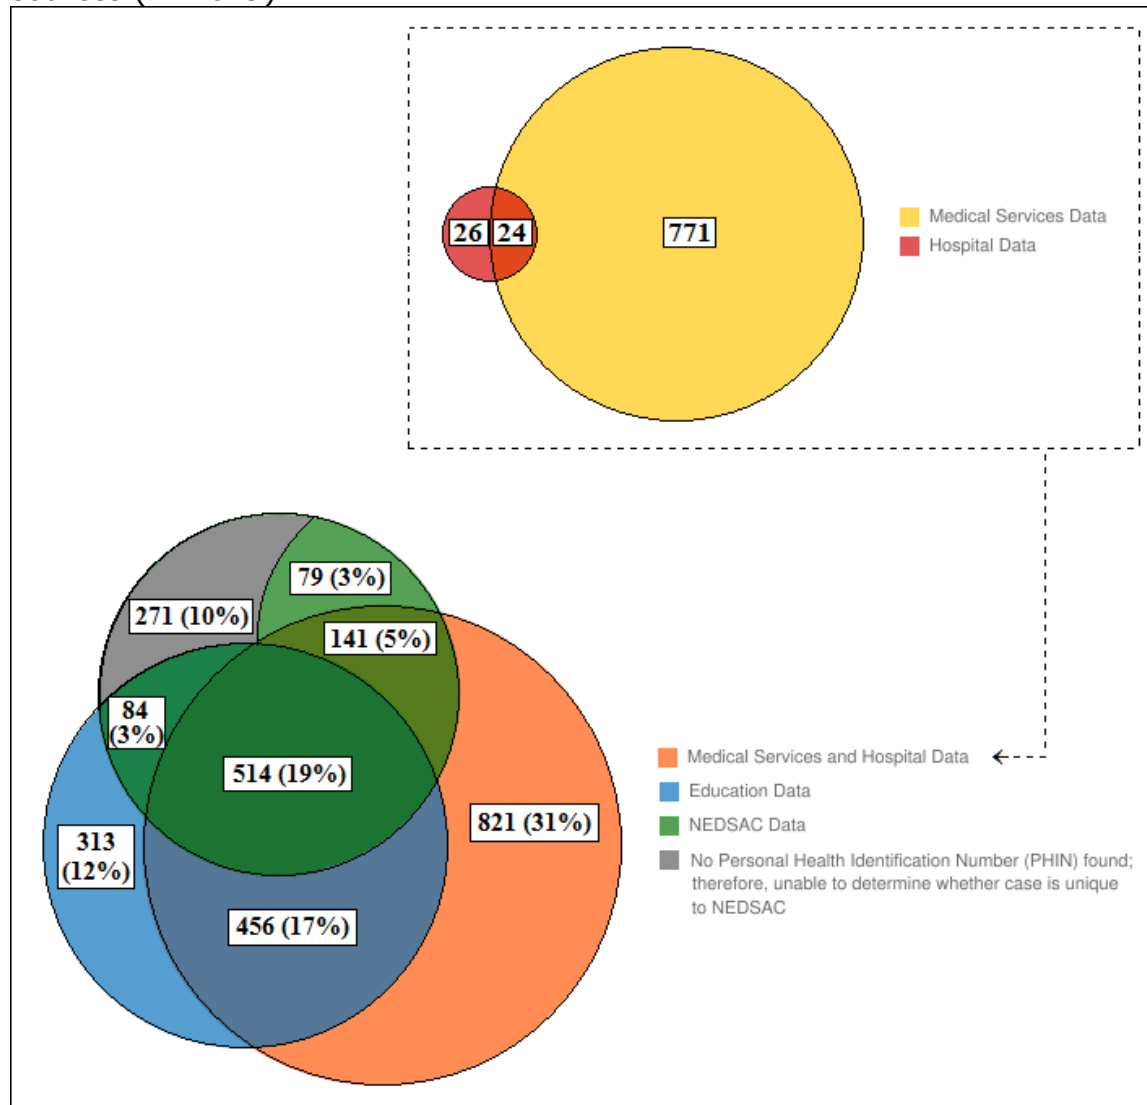 26
24
771
Medical Services Data
Hospital Data
79 (3%)
271 (10%)
141 (5%)
84
(3%)
514 (19%)
821 (31%)
313
(12%)
456 (17%)
Medical Services and Hospital Data
Education Data
NEDSAC Data
No Personal Health Identification Number (PHIN) found;
therefore, unable to determine whether case is unique
to NEDSAC